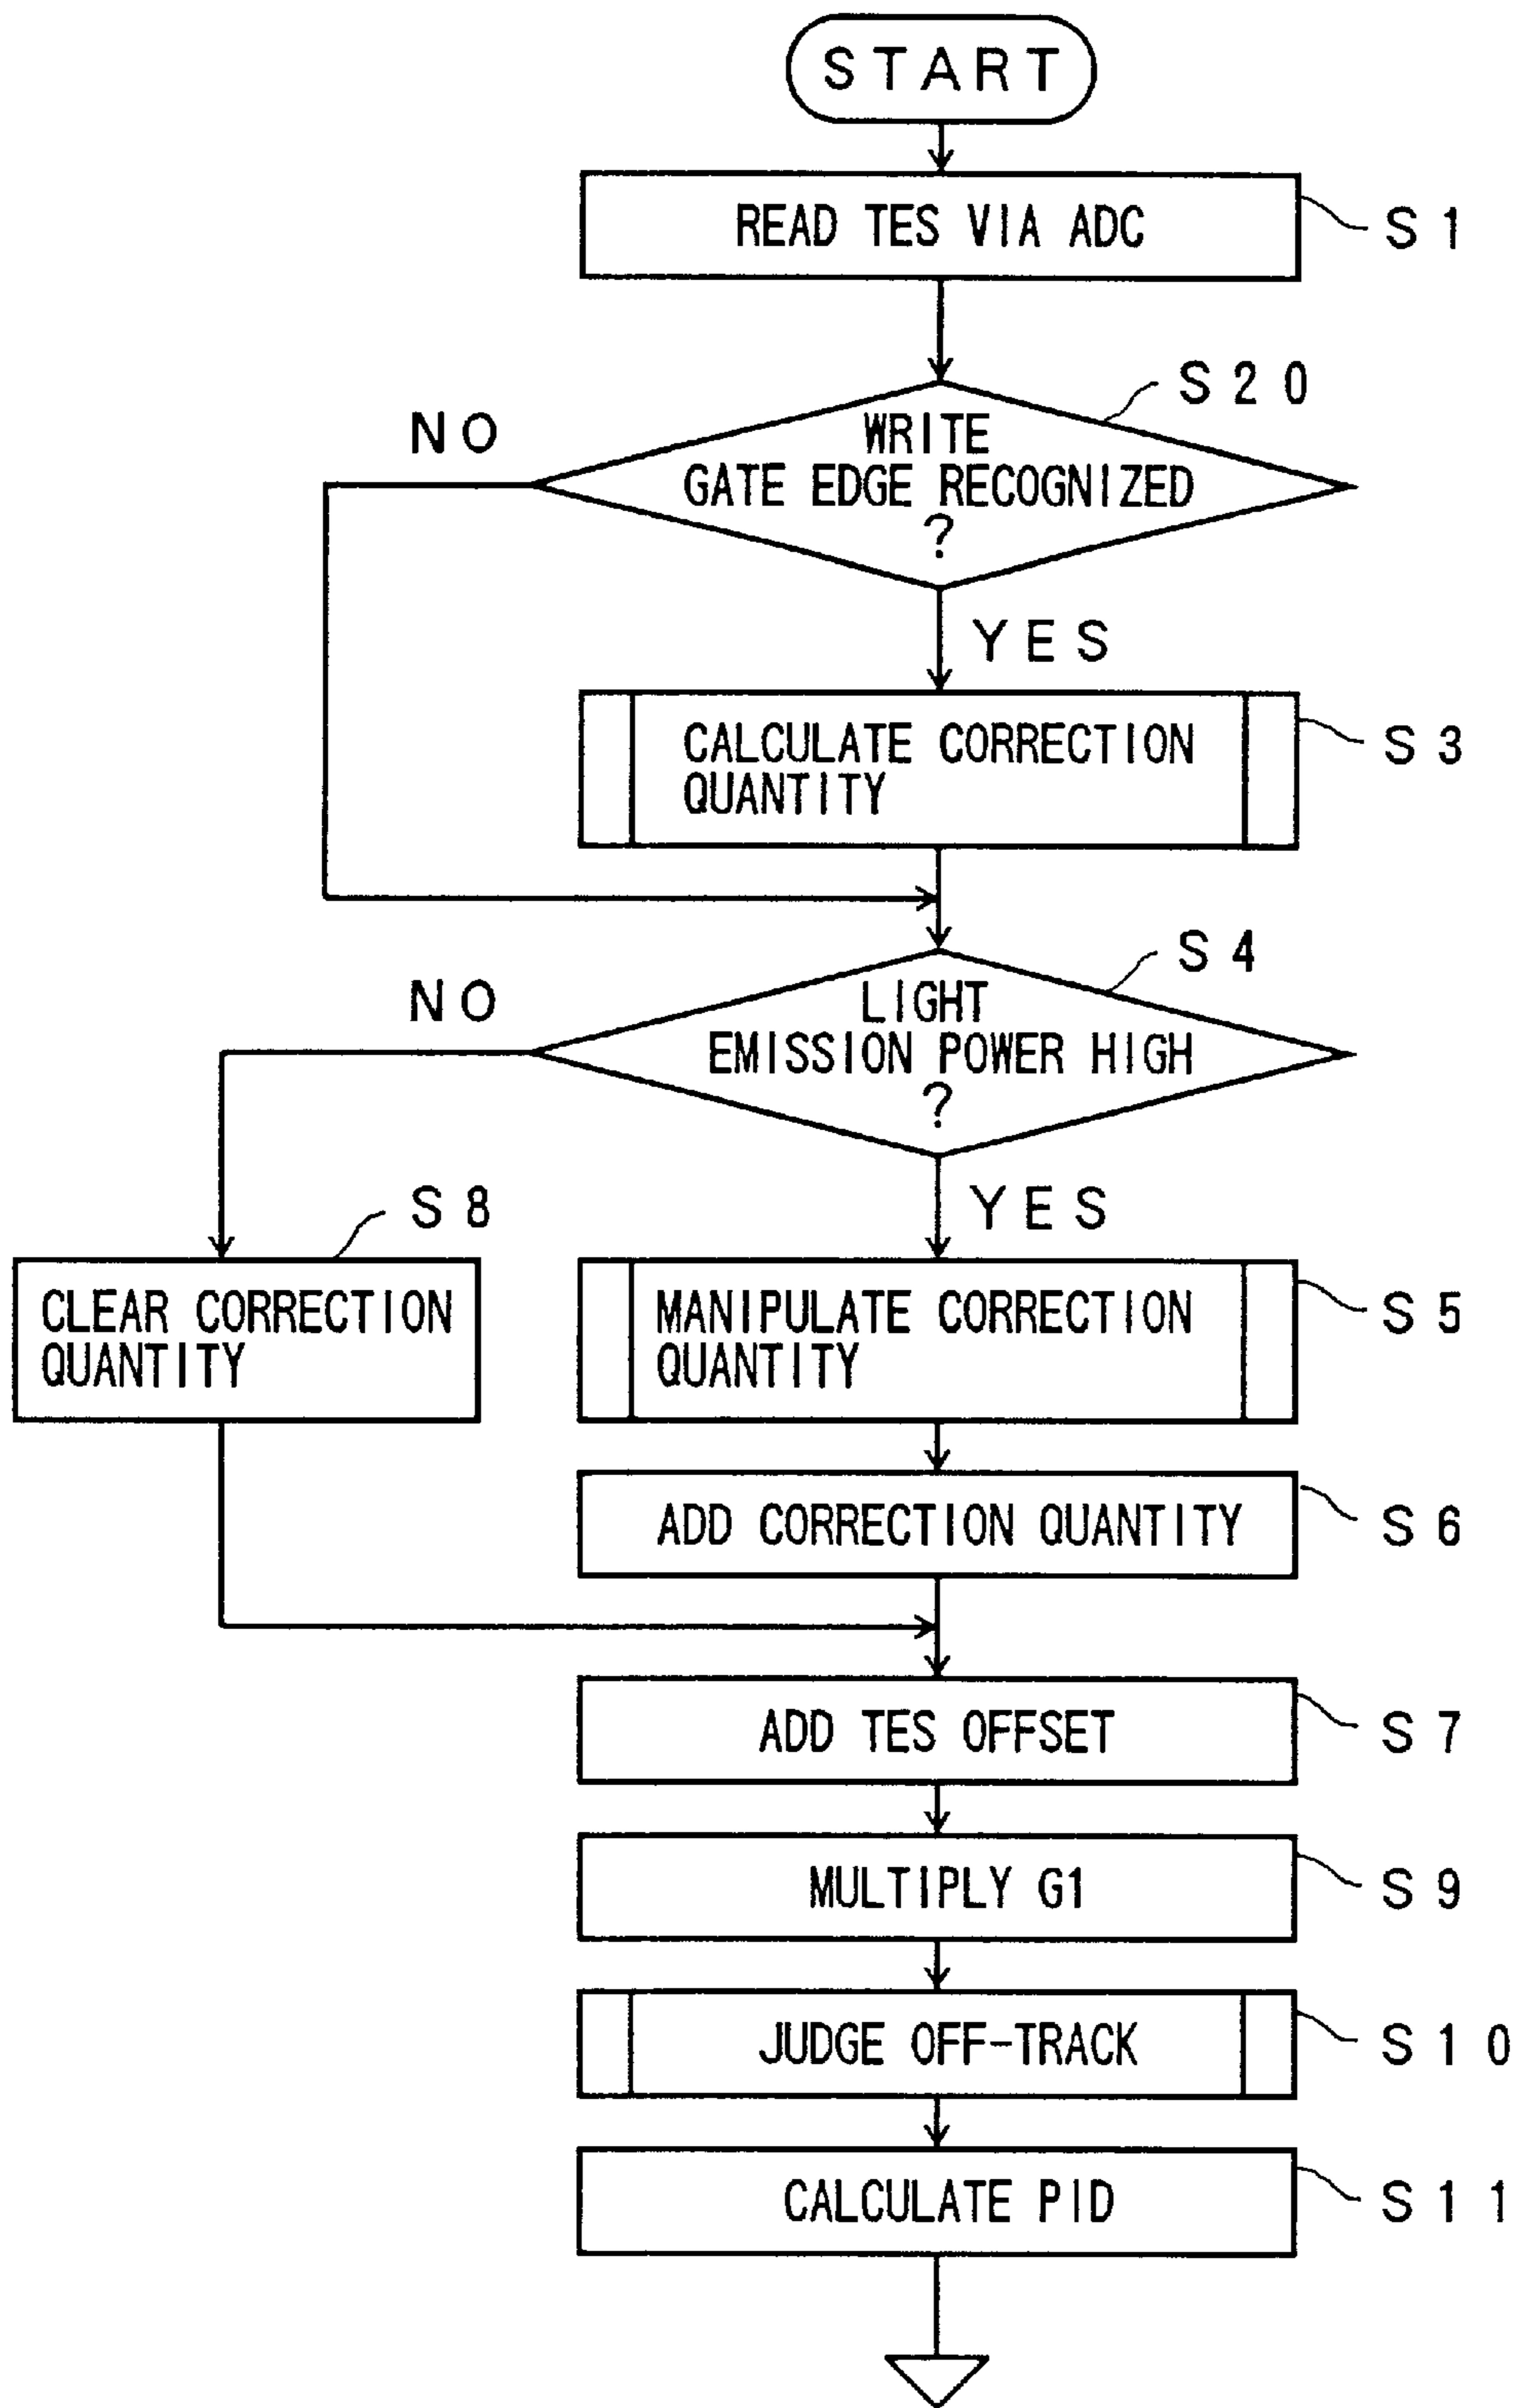 START
READ TES VIA ADC
S1
S20
NO
WRITE
GATE EDGE RECOGNIZED
?
YES
CALCULATE CORRECTION
QUANTITY
S3
S4
NO
LIGHT
EMISSION POWER HIGH
?
YES
S8
CLEAR CORRECTION
QUANTITY
MANIPULATE CORRECTION
QUANTITY
S5
ADD CORRECTION QUANTITY
S6
ADD TES OFFSET
S7
MULTIPLY G1
S9
JUDGE OFF-TRACK
S10
CALCULATE PID
S11